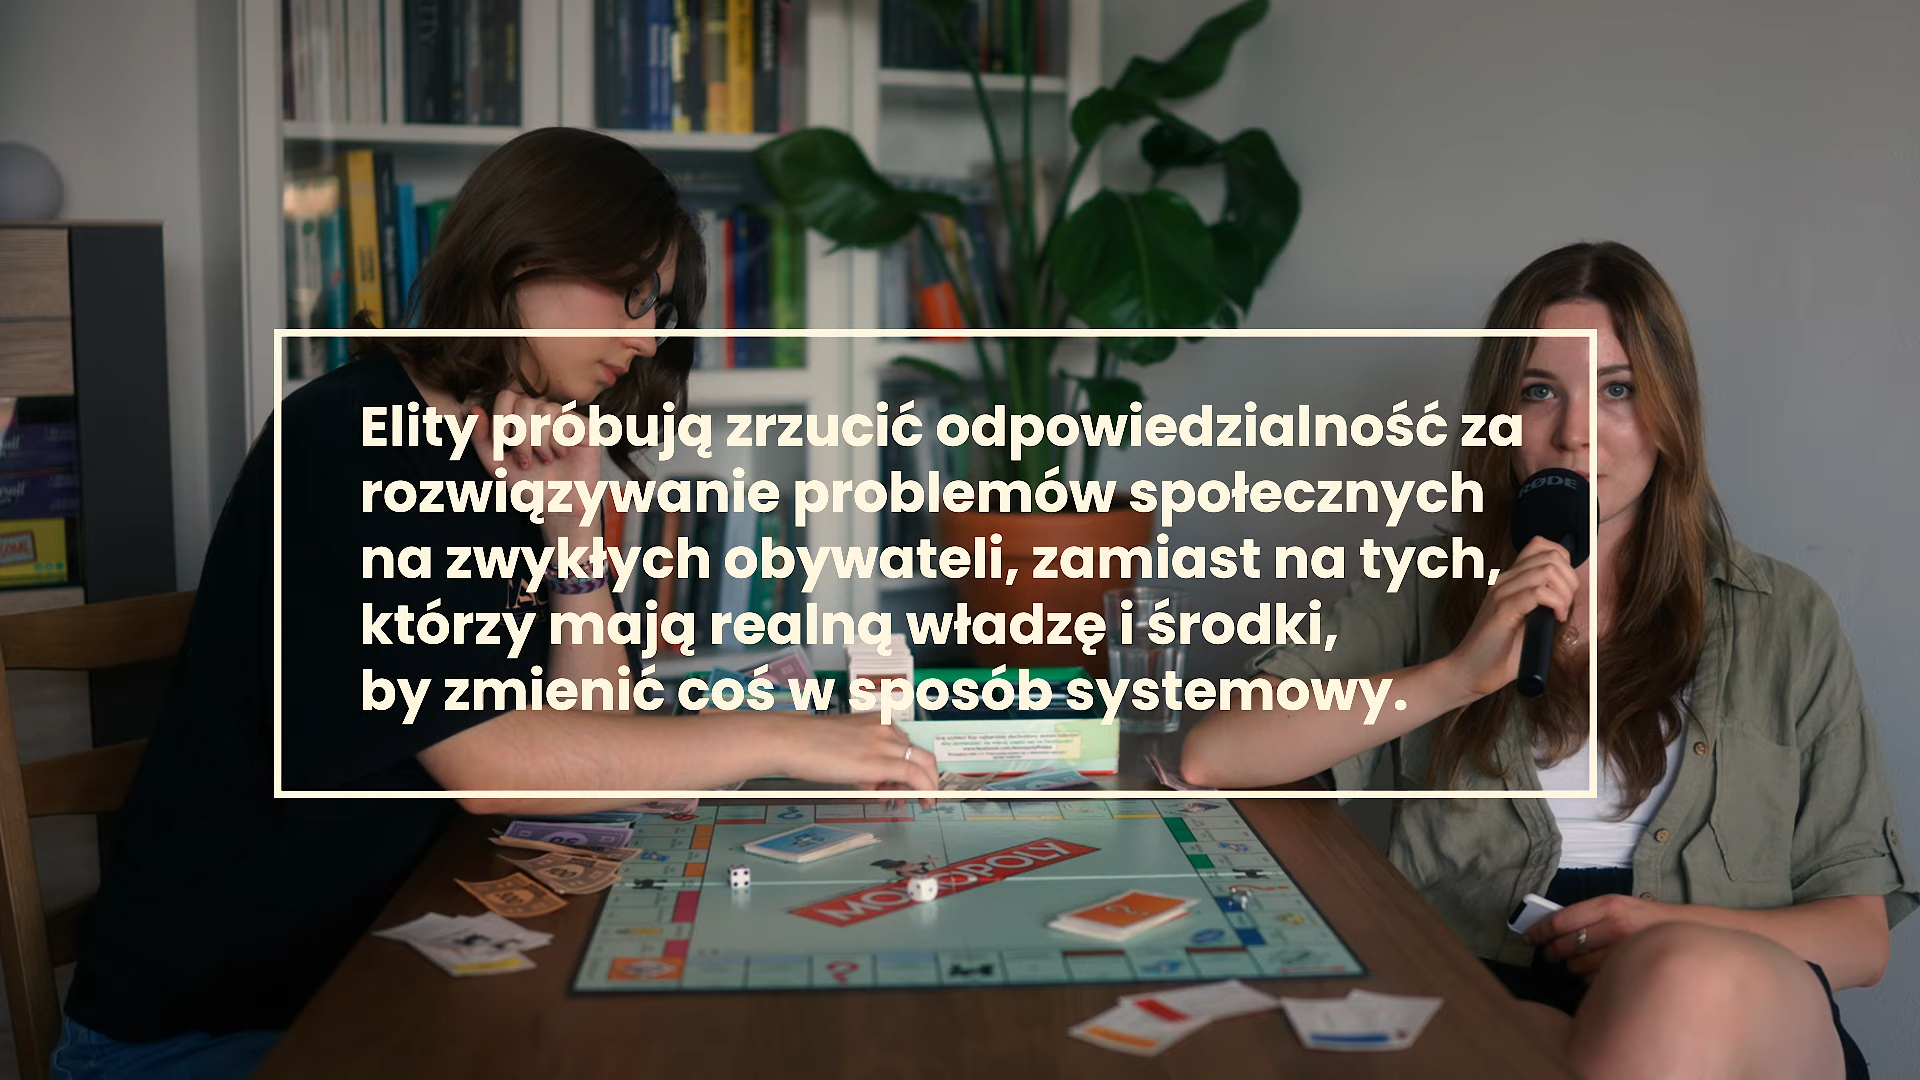 Elity próbują zrzucić odpowiedzialność za
rozwiązywanie problemów społecznych
na zwykłych obywateli, zamiast na tych,
którzy mają realną władzę i środki,
by zmienić coś w sposób systemowy.
RØDE
MONOPOLY